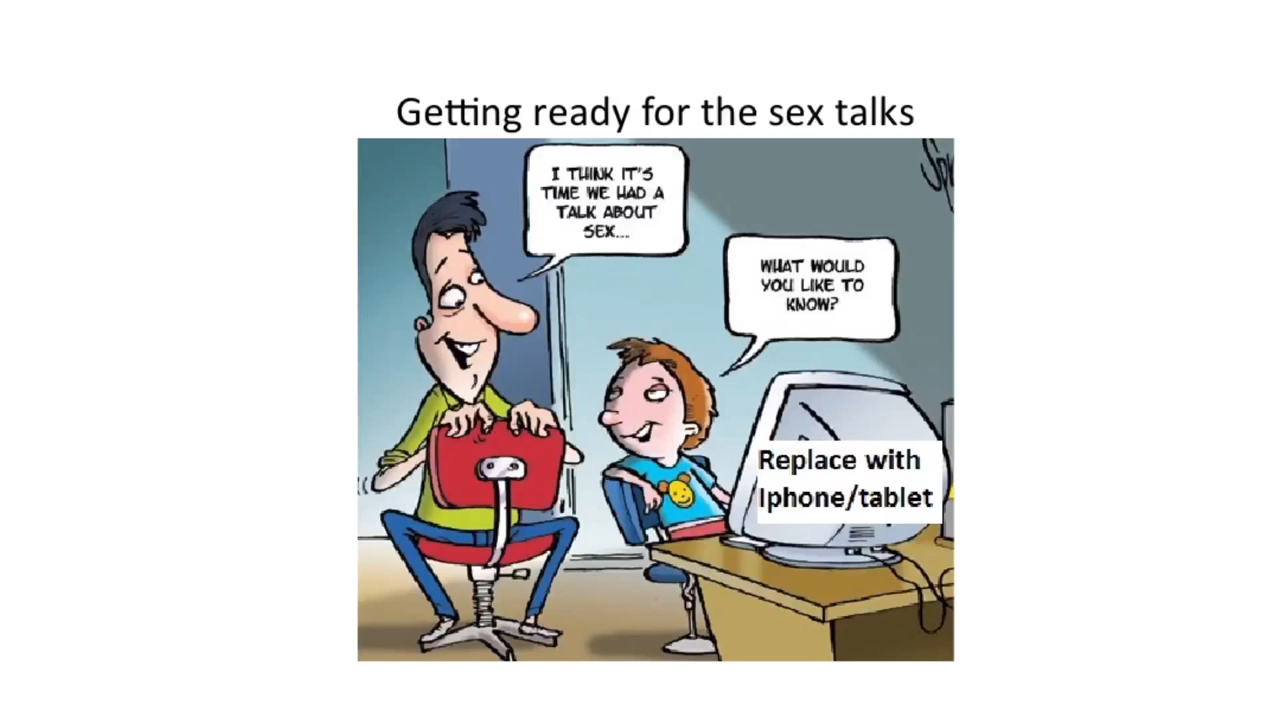 Getting ready for the sex talks
I THINK IT'S
TIME WE HAD A
TALK ABOUT
SEX...
WHAT WOULD
YOU LIKE TO
KNOW?
Replace with
Iphone/tablet